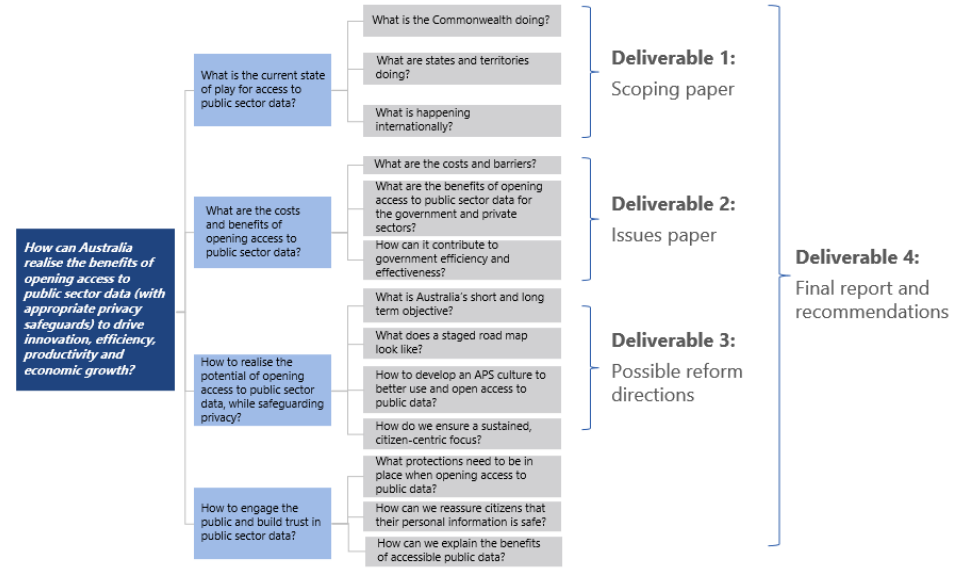 How can Australia
realise the benefits of
opening access to
public sector data (with
appropriate privacy
safeguards) to drive
innovation, efficiency,
productivity and
economic growth?
What is the current state
of play for access to
public sector data?
What is the Commonwealth doing?
What are states and territories
doing?
What is happening
internationally?
Deliverable 1:
Scoping paper
What are the costs
and benefits of
opening access to
public sector data?
What are the costs and barriers?
What are the benefits of opening
access to public sector data for
the government and private
sectors?
How can it contribute to
government efficiency and
effectiveness?
Deliverable 2:
Issues paper
How to realise the
potential of opening
access to public sector
data, while safeguarding
privacy?
What is Australia's short and long
term objective?
What does a staged road map
look like?
How to develop an APS culture to
better use and open access to
public data?
How do we ensure a sustained,
citizen-centric focus?
Deliverable 3:
Possible reform
directions
How to engage the
public and build trust in
public sector data?
What protections need to be in
place when opening access to
public data?
How can we reassure citizens that
their personal information is safe?
How can we explain the benefits
of accessible public data?
Deliverable 4:
Final report and
recommendations